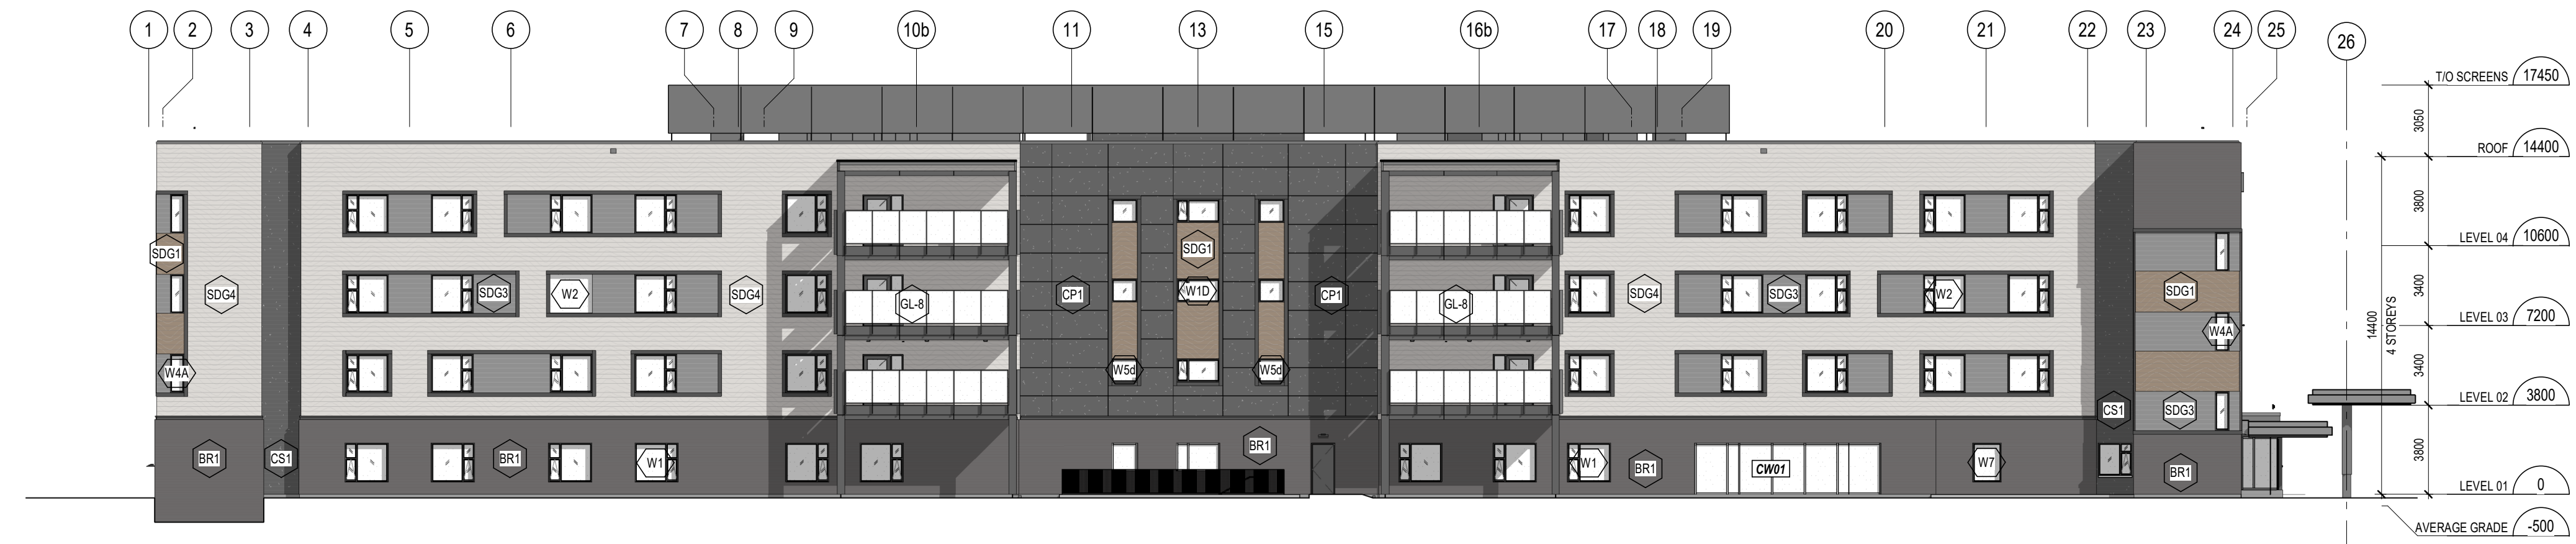 1 2 3 4 5 6 7 8 9 10b 11 13 15 16b 17 18 19 20 21 22 23 24 25 26
T/O SCREENS 17450
3050
ROOF 14400
3800
LEVEL 04 10600
3400
LEVEL 03 7200
3400
LEVEL 02 3800
3800
LEVEL 01 0
AVERAGE GRADE -500
14400
4 STOREYS
SDG1 SDG1
SDG4 SDG3 W2 SDG4 GL-8 CP1 W1D CP1 GL-8 SDG4 SDG3 W2 SDG1
W4A
W4A W5d W5d
CS1 SDG3
BR1
BR1 CS1 BR1 W1 W1 BR1 CW01 W7 BR1